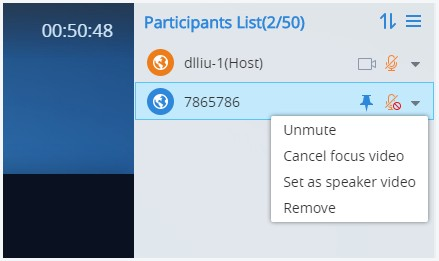 00:50:48
Participants List(2/50)
dlliu-1(Host)
7865786
Unmute
Cancel focus video
Set as speaker video
Remove